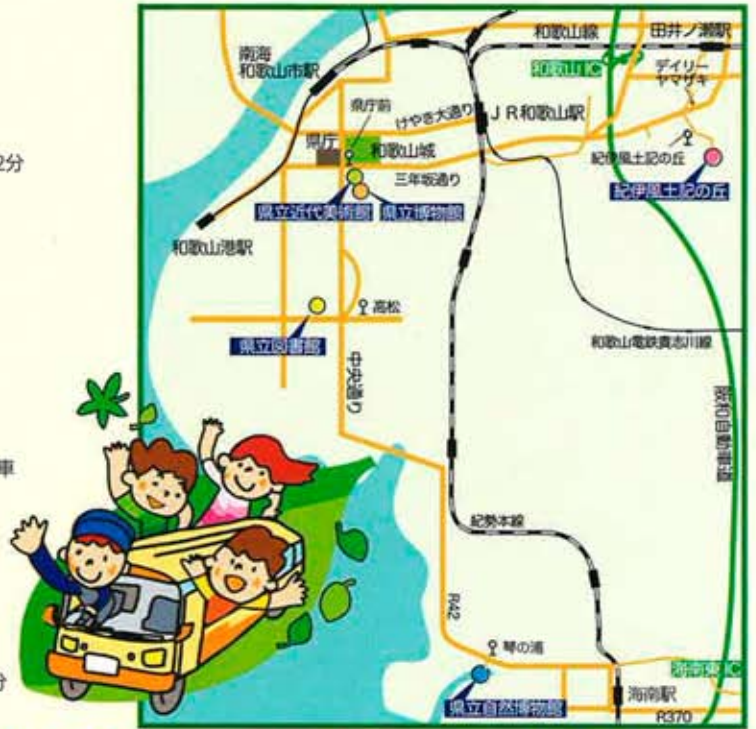 和歌山線
田井ノ瀬駅
南海
和歌山市駅
和歌山IC
デイリー
ヤマザキ
県庁前
けやき大通り
JR和歌山駅
2分
県庁
和歌山城
紀伊風土記の丘
三年坂通り
紀伊風土記の丘
県立近代美術館
県立博物館
和歌山港駅
高松
県立図書館
和歌山電鉄貴志川線
中央通り
阪和自動車道
車
紀勢本線
R42
琴の浦
海南東IC
分
県立自然博物館
海南駅
R370